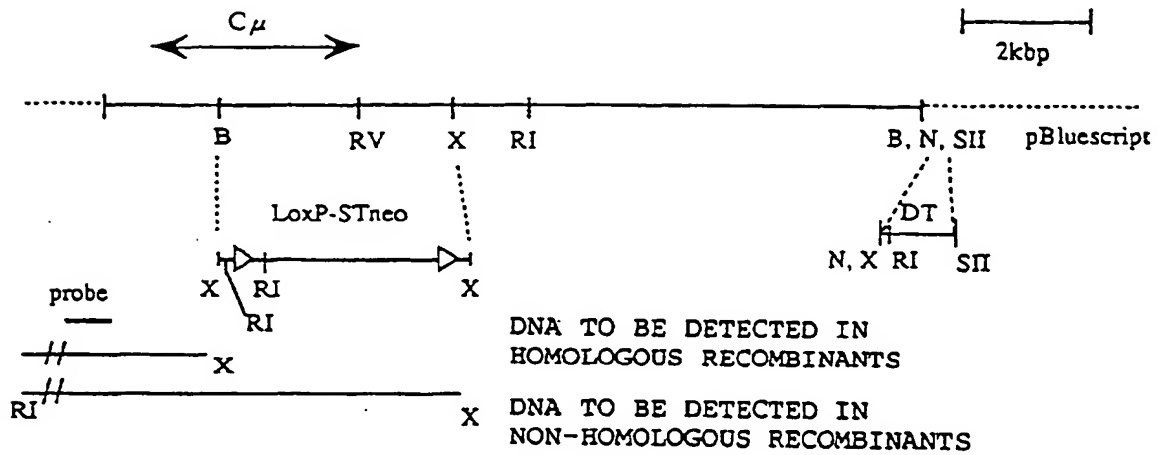 Cμ
2kbp
B RV X RI B, N, SII pBluescript
LoxP-STneo
DT
N, X RI SII
X RI X
RI
probe
DNA TO BE DETECTED IN
HOMOLOGOUS RECOMBINANTS
X
RI X
DNA TO BE DETECTED IN
NON-HOMOLOGOUS RECOMBINANTS